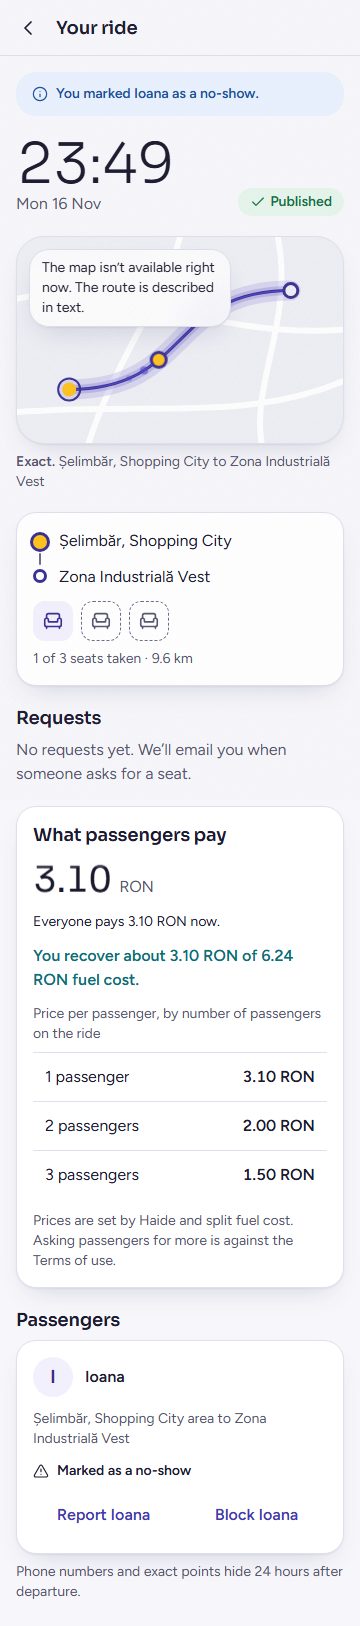 Your ride
You marked Ioana as a no-show.
23:49
Mon 16 Nov
Published
The map isn't available right
now. The route is described
in text.
Exact. Șelimbăr, Shopping City to Zona Industrială
Vest
Șelimbăr, Shopping City
Zona Industrială Vest
1 of 3 seats taken · 9.6 km
Requests
No requests yet. We'll email you when
someone asks for a seat.
What passengers pay
3.10 RON
Everyone pays 3.10 RON now.
You recover about 3.10 RON of 6.24
RON fuel cost.
Price per passenger, by number of passengers
on the ride
1 passenger 3.10 RON
2 passengers 2.00 RON
3 passengers 1.50 RON
Prices are set by Haide and split fuel cost.
Asking passengers for more is against the
Terms of use.
Passengers
I
Ioana
Șelimbăr, Shopping City area to Zona
Industrială Vest
Marked as a no-show
Report Ioana Block Ioana
Phone numbers and exact points hide 24 hours after
departure.